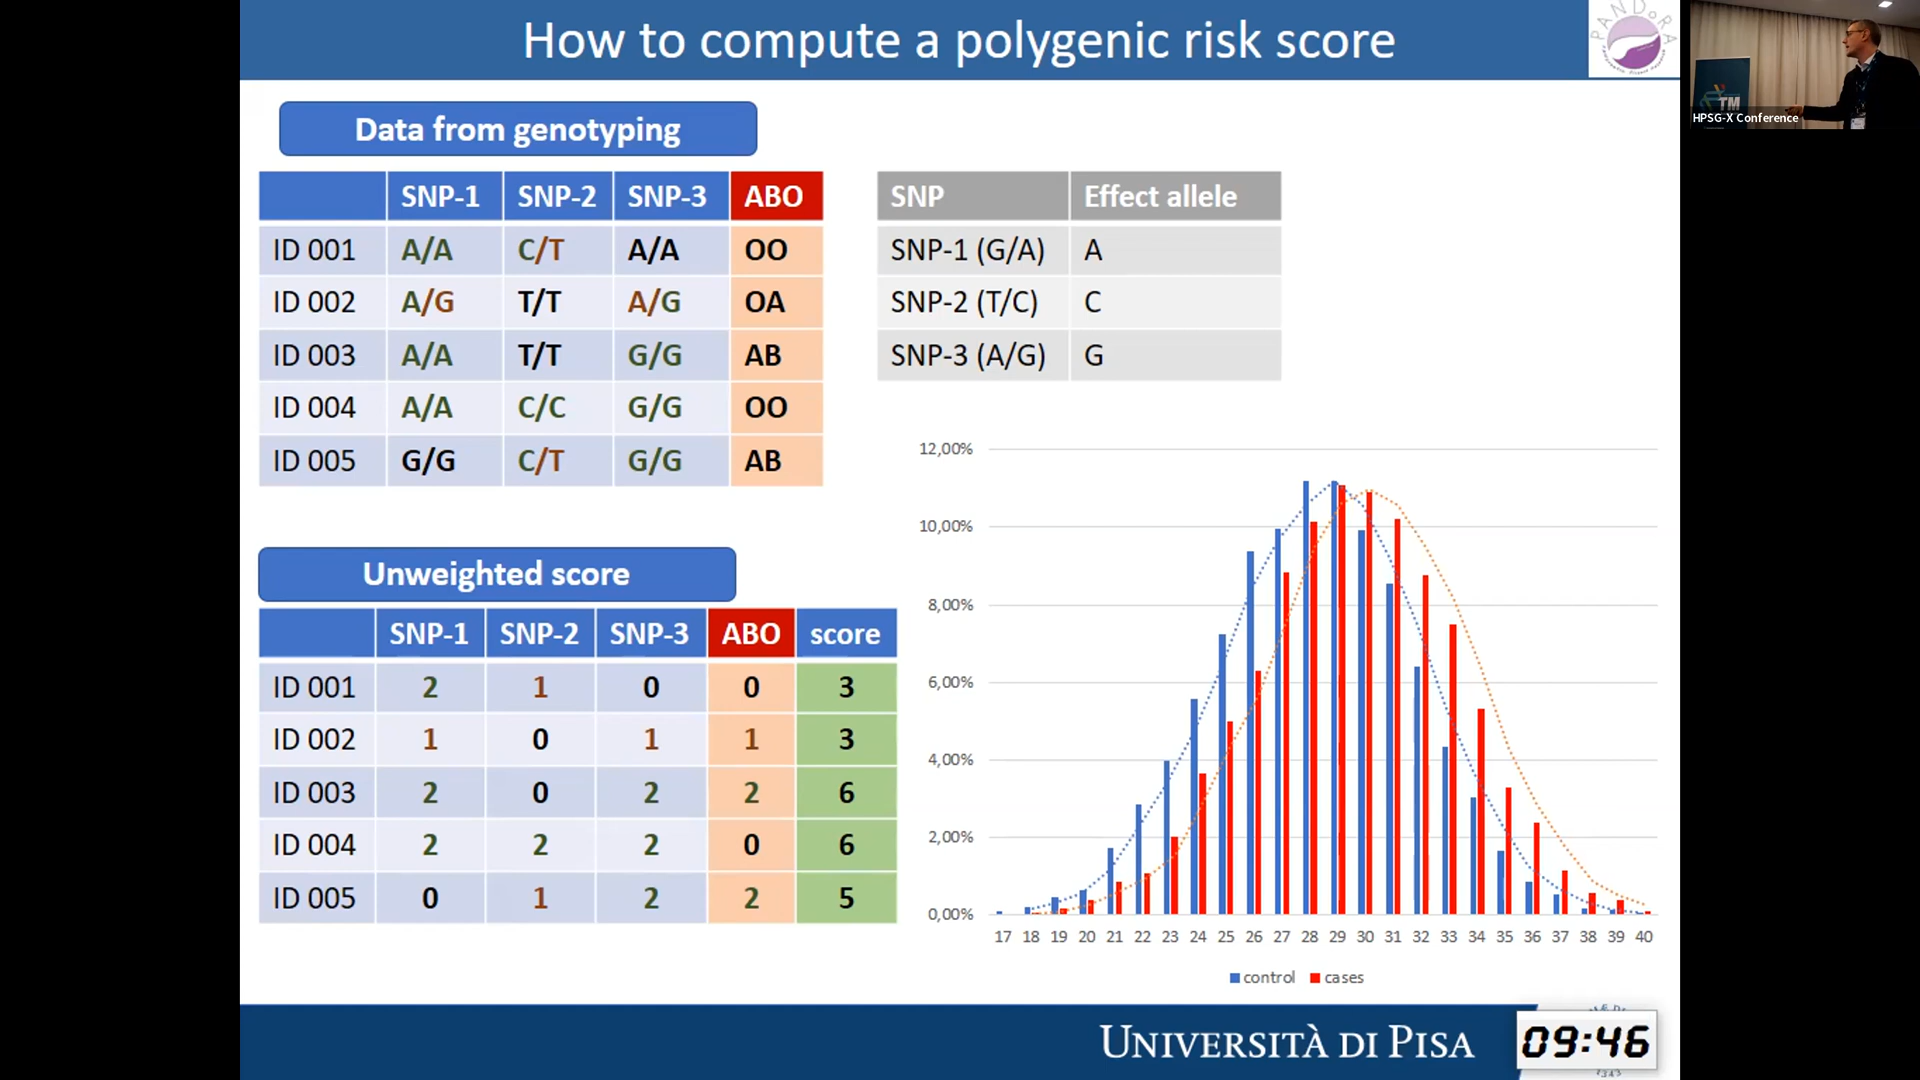 How to compute a polygenic risk score
PANDoRA
HPSG-X Conference
TM
Data from genotyping
SNP-1 SNP-2 SNP-3 ABO
ID 001 A/A C/T A/A OO
ID 002 A/G T/T A/G OA
ID 003 A/A T/T G/G AB
ID 004 A/A C/C G/G OO
ID 005 G/G C/T G/G AB
SNP Effect allele
SNP-1 (G/A) A
SNP-2 (T/C) C
SNP-3 (A/G) G
Unweighted score
SNP-1 SNP-2 SNP-3 ABO score
ID 001 2 1 0 0 3
ID 002 1 0 1 1 3
ID 003 2 0 2 2 6
ID 004 2 2 2 0 6
ID 005 0 1 2 2 5
12,00%
10,00%
8,00%
6,00%
4,00%
2,00%
0,00%
17 18 19 20 21 22 23 24 25 26 27 28 29 30 31 32 33 34 35 36 37 38 39 40
control cases
UNIVERSITÀ DI PISA
09:46
1343